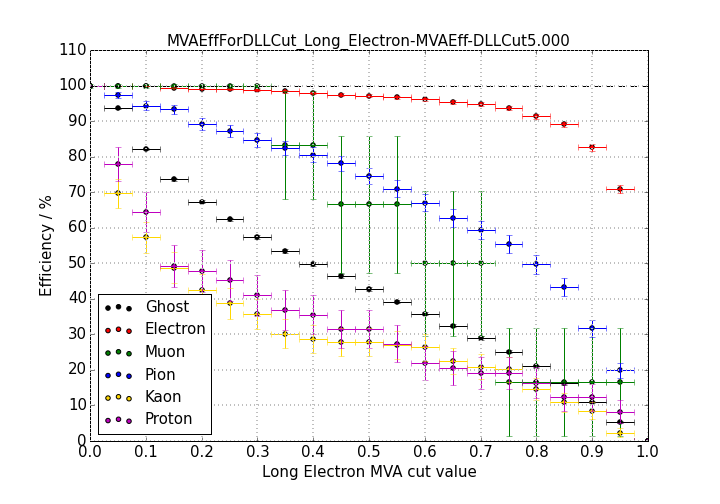 MVAEffForDLLCut_Long_Electron-MVAEff-DLLCut5.000
110
100
90
80
70
60
50
40
30
20
10
0
Efficiency / %
Ghost
Electron
Muon
Pion
Kaon
Proton
0.0 0.1 0.2 0.3 0.4 0.5 0.6 0.7 0.8 0.9 1.0
Long Electron MVA cut value